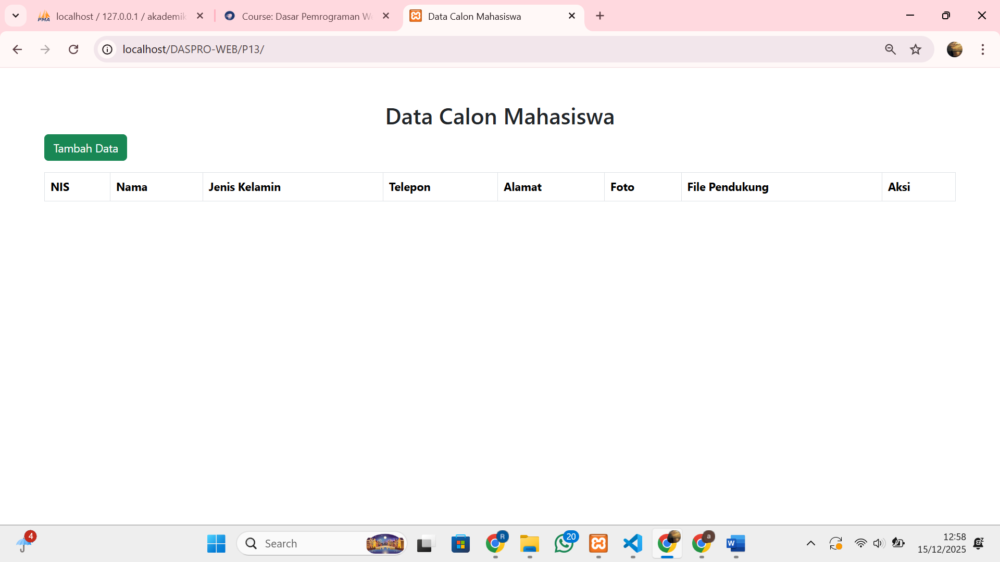 localhost / 127.0.0.1 / akademik
Course: Dasar Pemrograman We
Data Calon Mahasiswa
localhost/DASPRO-WEB/P13/
Data Calon Mahasiswa
Tambah Data
NIS Nama Jenis Kelamin Telepon Alamat Foto File Pendukung Aksi
4
Search
R
20
a
W
12:58
15/12/2025